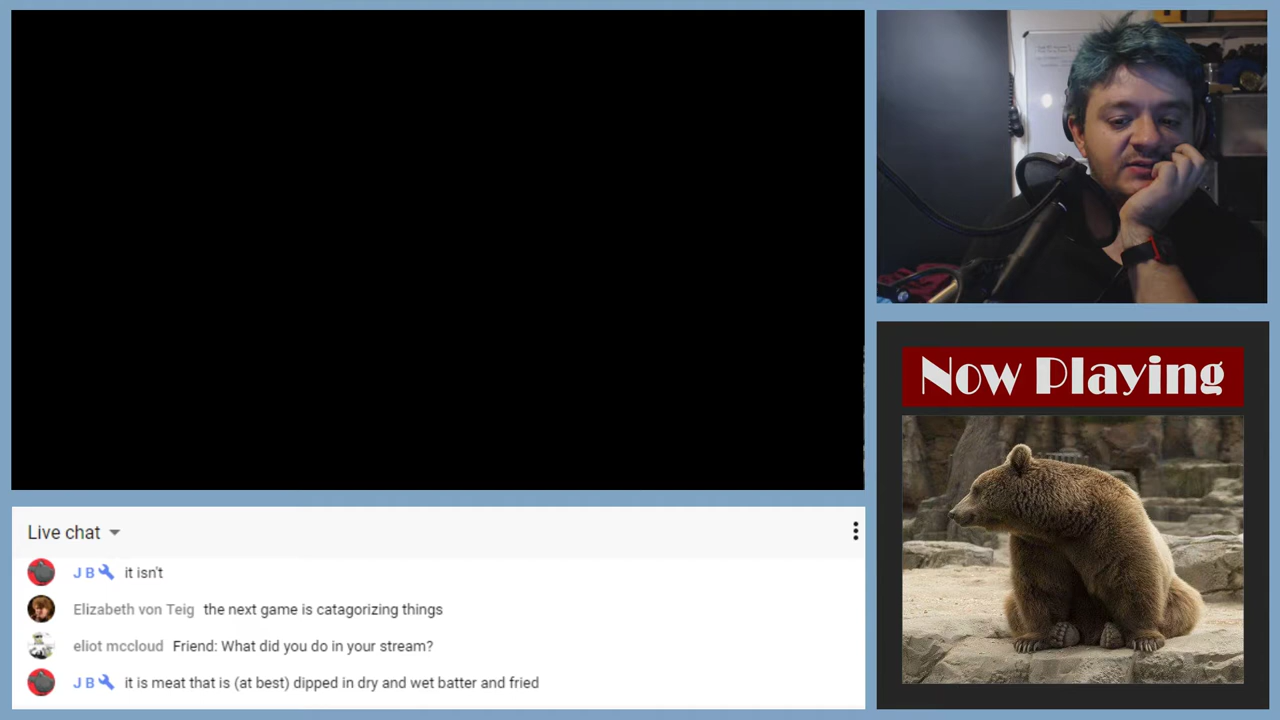 Now Playing
Live chat
J B it isn't
Elizabeth von Teig the next game is catagorizing things
eliot mccloud Friend: What did you do in your stream?
J B it is meat that is (at best) dipped in dry and wet batter and fried